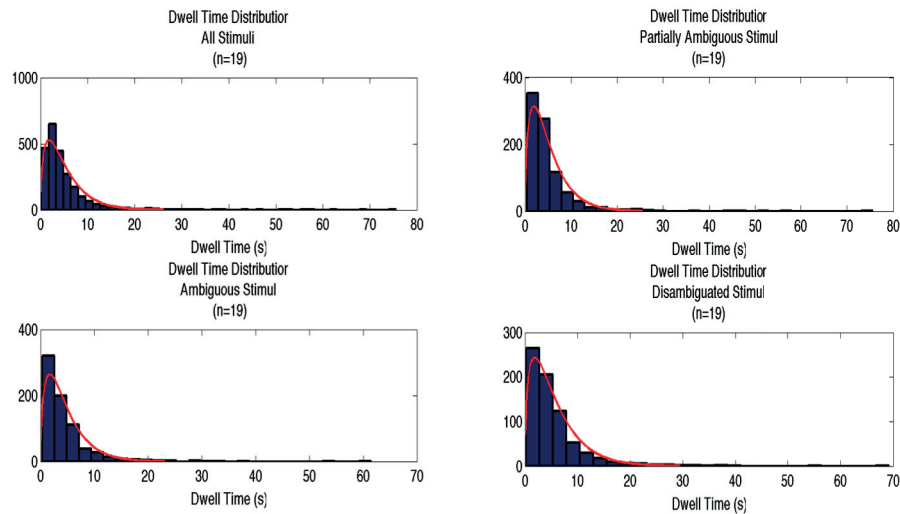 Dwell Time Distributior
All Stimuli
(n=19)
1000
500
0
0 10 20 30 40 50 60 70 80
Dwell Time (s)
Dwell Time Distributior
Partially Ambiguous Stimul
(n=19)
400
200
0
0 10 20 30 40 50 60 70 80
Dwell Time (s)
Dwell Time Distributior
Ambiguous Stimul
(n=19)
400
200
0
0 10 20 30 40 50 60 70
Dwell Time (s)
Dwell Time Distributior
Disambiguated Stimul
(n=19)
300
200
100
0
0 10 20 30 40 50 60 70
Dwell Time (s)